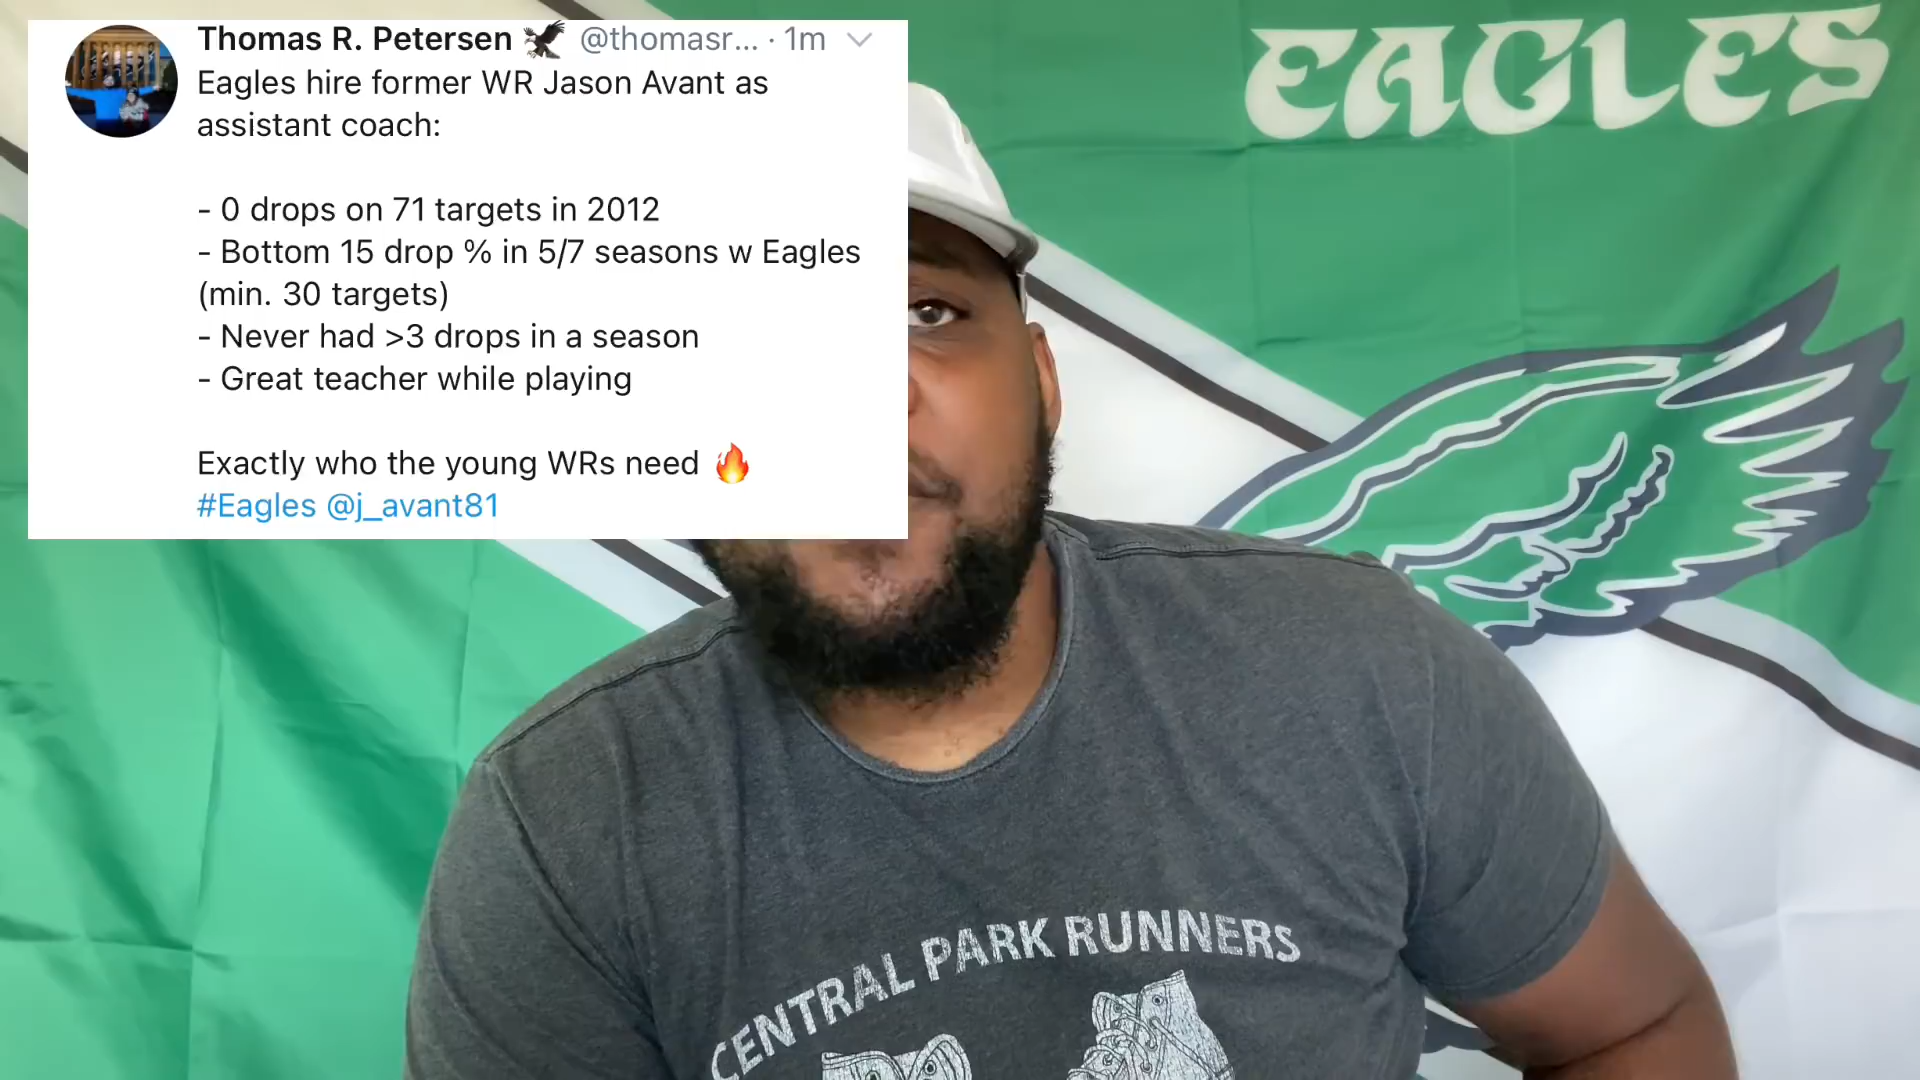 Thomas R. Petersen 🦅 @thomasr... · 1m
Eagles hire former WR Jason Avant as
assistant coach:
- 0 drops on 71 targets in 2012
- Bottom 15 drop % in 5/7 seasons w Eagles
(min. 30 targets)
- Never had >3 drops in a season
- Great teacher while playing
Exactly who the young WRs need 🔥
#Eagles @j_avant81
EAGLES
CENTRAL PARK RUNNERS